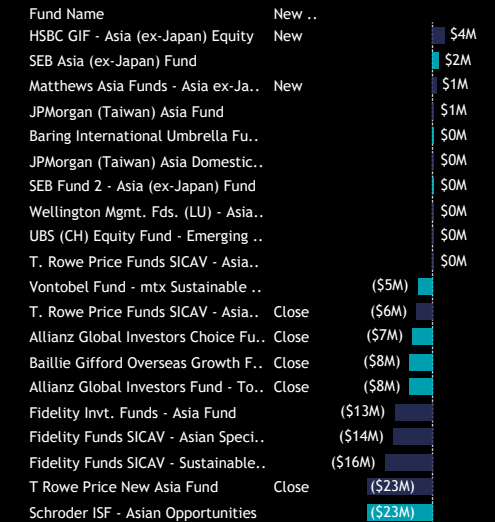 Fund Name New ..
HSBC GIF - Asia (ex-Japan) Equity New $4M
SEB Asia (ex-Japan) Fund $2M
Matthews Asia Funds - Asia ex-Ja.. New $1M
JPMorgan (Taiwan) Asia Fund $1M
Baring International Umbrella Fu.. $0M
JPMorgan (Taiwan) Asia Domestic.. $0M
SEB Fund 2 - Asia (ex-Japan) Fund $0M
Wellington Mgmt. Fds. (LU) - Asia.. $0M
UBS (CH) Equity Fund - Emerging .. $0M
T. Rowe Price Funds SICAV - Asia.. $0M
Vontobel Fund - mtx Sustainable .. ($5M)
T. Rowe Price Funds SICAV - Asia.. Close ($6M)
Allianz Global Investors Choice Fu.. Close ($7M)
Baillie Gifford Overseas Growth F.. Close ($8M)
Allianz Global Investors Fund - To.. Close ($8M)
Fidelity Invt. Funds - Asia Fund ($13M)
Fidelity Funds SICAV - Asian Speci.. ($14M)
Fidelity Funds SICAV - Sustainable.. ($16M)
T Rowe Price New Asia Fund Close ($23M)
Schroder ISF - Asian Opportunities ($23M)